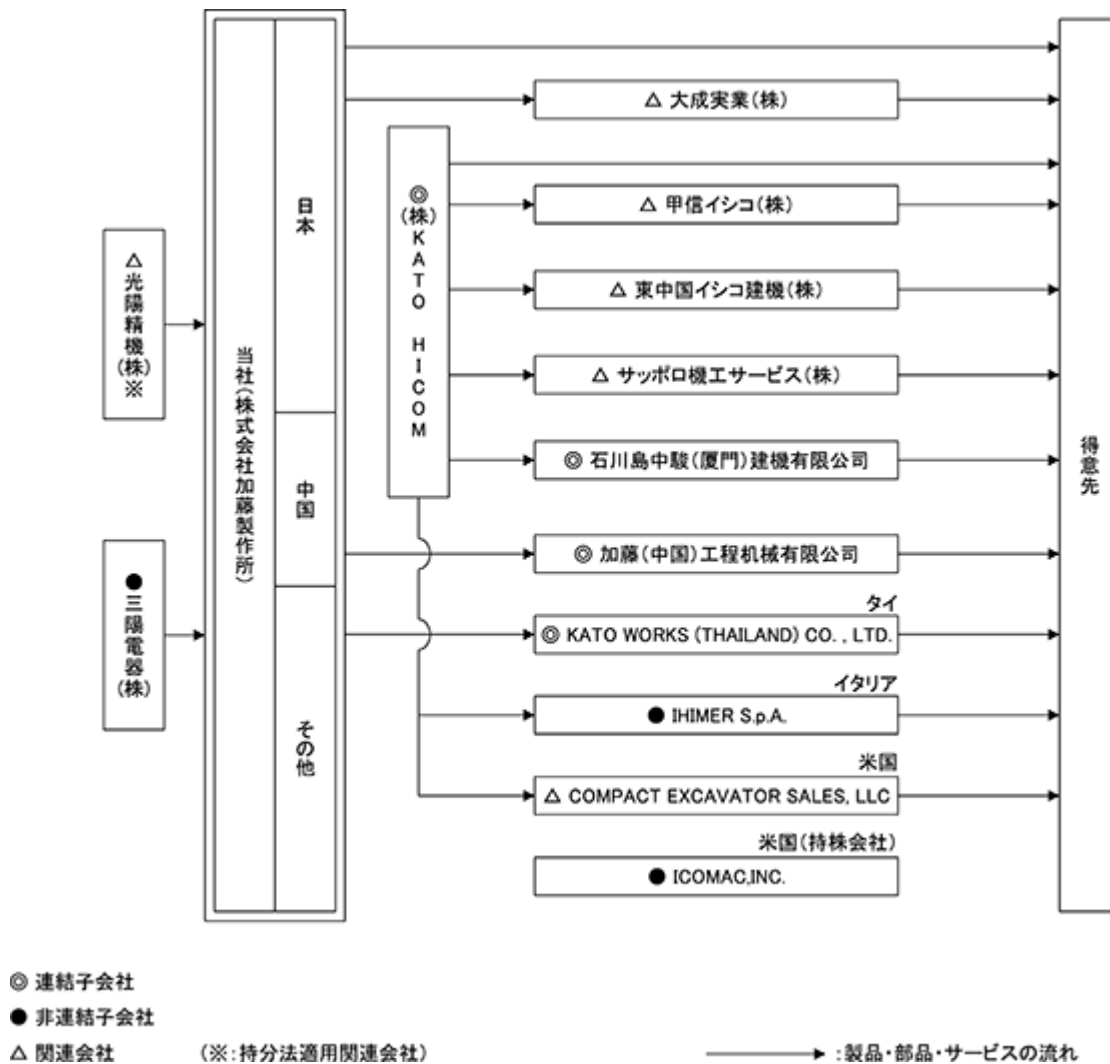 △光陽精機(株)※
●三陽電器(株)
当社(株式会社加藤製作所)
日本
中国
その他
◎(株)KATO HICOM
△ 大成実業(株)
△ 甲信イシコ(株)
△ 東中国イシコ建機(株)
△ サッポロ機工サービス(株)
◎ 石川島中駿(厦門)建機有限公司
◎ 加藤(中国)工程机械有限公司
タイ
◎ KATO WORKS (THAILAND) CO. , LTD.
イタリア
● IHIMER S.p.A.
米国
△ COMPACT EXCAVATOR SALES, LLC
米国(持株会社)
● ICOMAC,INC.
得意先
◎ 連結子会社
● 非連結子会社
△ 関連会社 (※:持分法適用関連会社)
:製品・部品・サービスの流れ